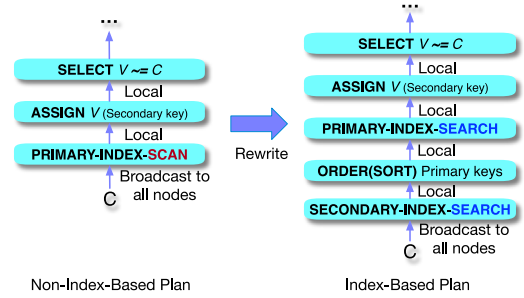 ...
SELECT V ~= C
Local
ASSIGN V (Secondary key)
Local
PRIMARY-INDEX-SCAN
Broadcast to
all nodes
C
Non-Index-Based Plan
Rewrite
...
SELECT V ~= C
Local
ASSIGN V (Secondary key)
Local
PRIMARY-INDEX-SEARCH
Local
ORDER(SORT) Primary keys
Local
SECONDARY-INDEX-SEARCH
Broadcast to
all nodes
C
Index-Based Plan